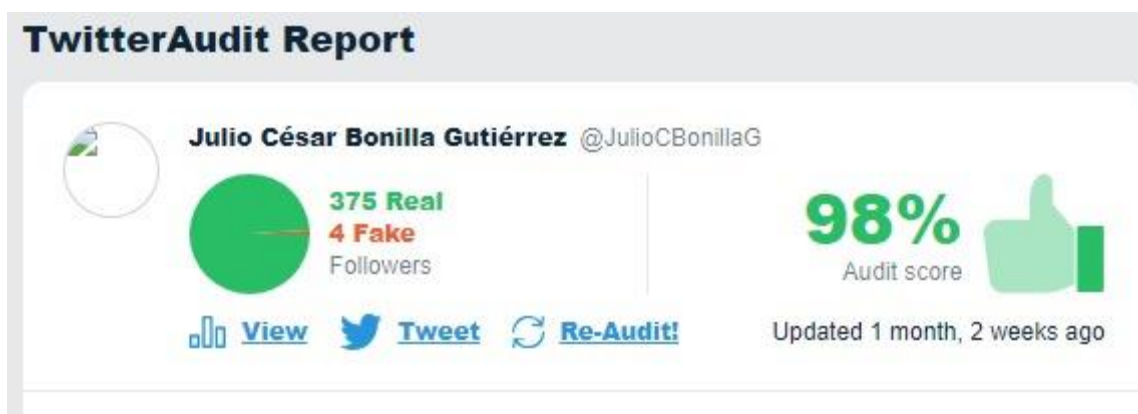 TwitterAudit Report
Julio César Bonilla Gutiérrez @JulioCBonillaG
375 Real
4 Fake
Followers
98%
Audit score
View Tweet Re-Audit!
Updated 1 month, 2 weeks ago